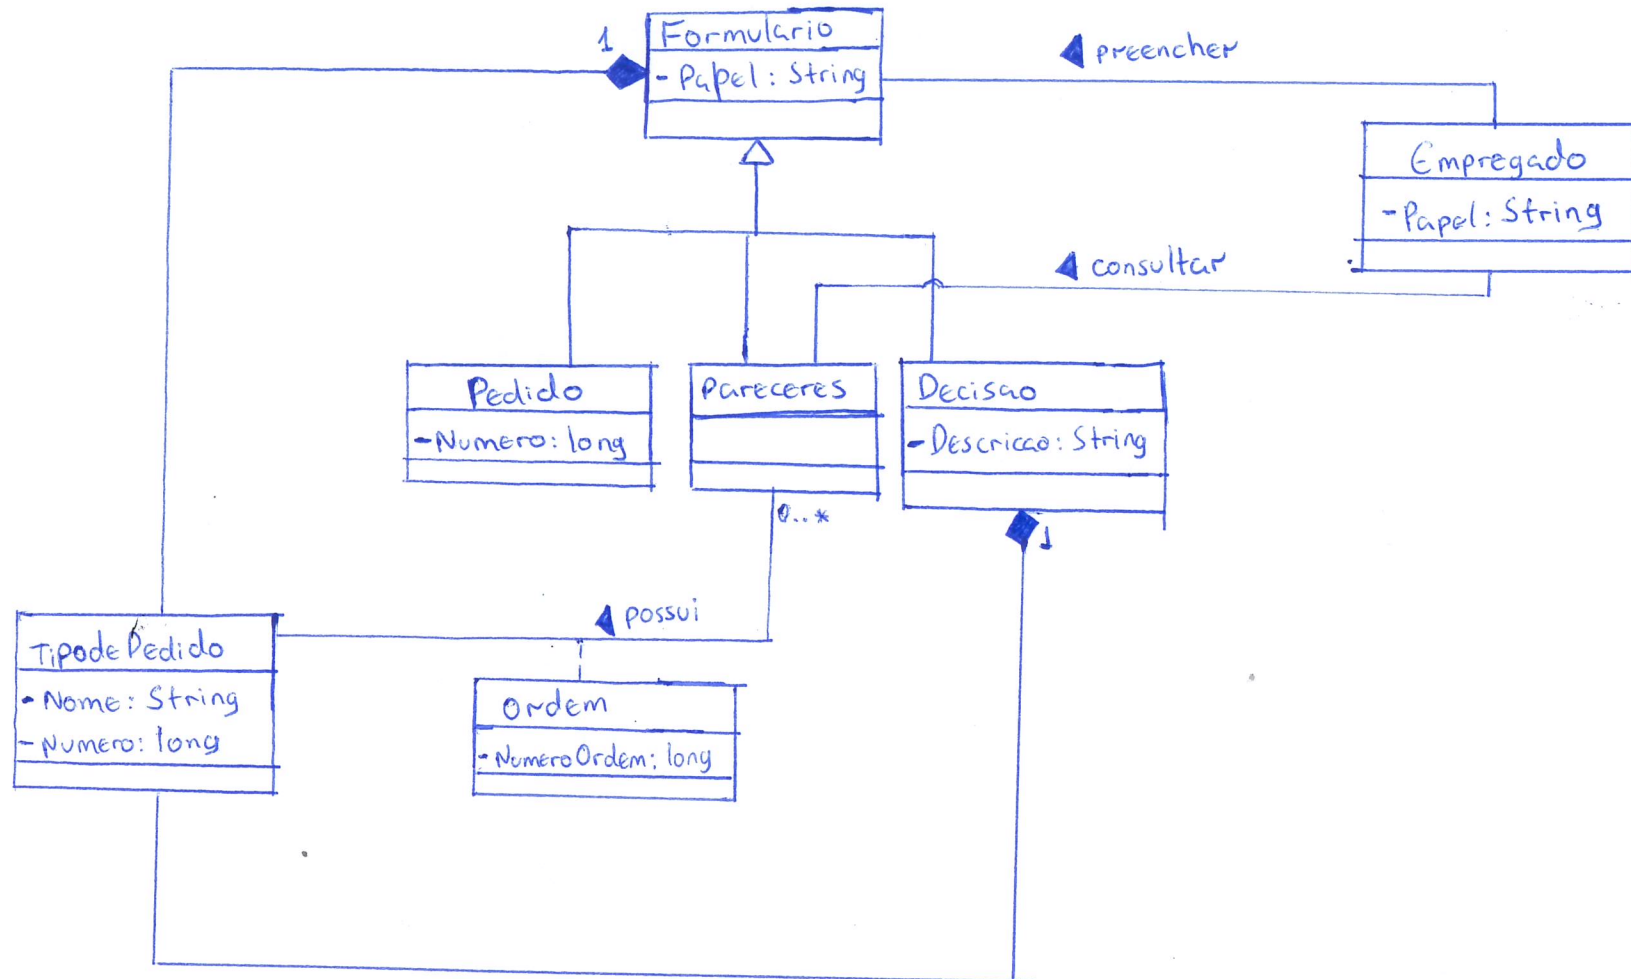 1
Formulario
- Papel: String
preencher
Empregado
- Papel: String
consultar
Pedido
- Numero: long
Pareceres
Decisao
- Descricao: String
0..*
1
possui
TipodePedido
- Nome: String
- Numero: long
Ordem
- NumeroOrdem: long